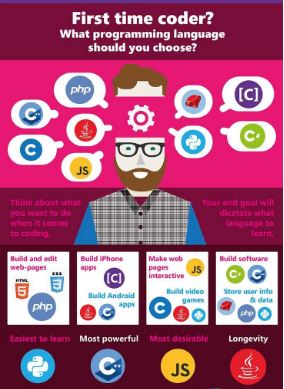 First time coder?
What programming language
should you choose?
php
C++
[C]
C
JS
C#
Think about what
you want to do
when it comes
to coding.
Your end goal will
dicatate what
language to
learn.
Build and edit
web-pages
HTML
CSS
php
Build iPhone
apps
[C]
Build Android
apps
Make web
pages
interactive
JS
Build video
games
C
C++
Build software
C#
C++
Store user info
& data
php
Easiest to learn
Most powerful
C++
Most desirable
JS
Longevity